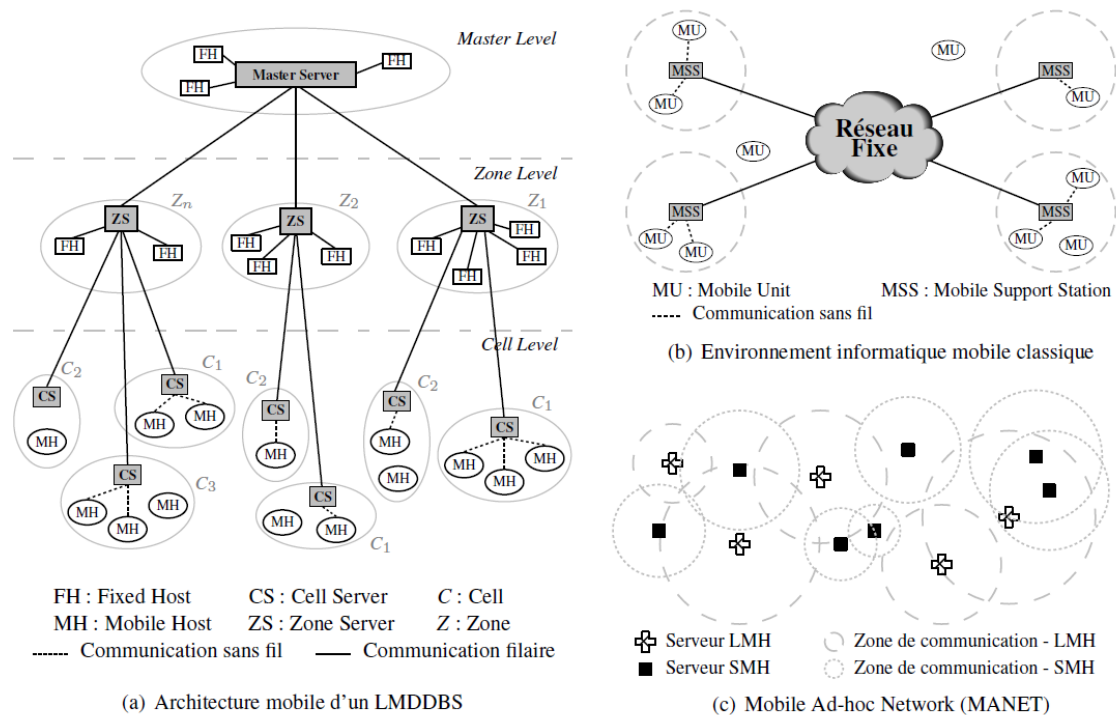 Master Level
FH
FH
FH
Master Server
Zone Level
Zn
Z2
Z1
ZS
ZS
ZS
FH
FH
FH
FH
FH
FH
FH
FH
FH
Cell Level
C2
CS
MH
C1
CS
MH
MH
C3
CS
MH
MH
MH
C2
CS
MH
C1
CS
MH
MH
C2
CS
MH
MH
C1
CS
MH
MH
MH
FH : Fixed Host
CS : Cell Server
C : Cell
MH : Mobile Host
ZS : Zone Server
Z : Zone
Communication sans fil
Communication filaire
(a) Architecture mobile d'un LMDDBS
MU
MSS
MU
MU
MSS
MU
Réseau
Fixe
MU
MSS
MU
MU
MU
MSS
MU
MU
MU : Mobile Unit
MSS : Mobile Support Station
Communication sans fil
(b) Environnement informatique mobile classique
Serveur LMH
Zone de communication - LMH
Serveur SMH
Zone de communication - SMH
(c) Mobile Ad-hoc Network (MANET)